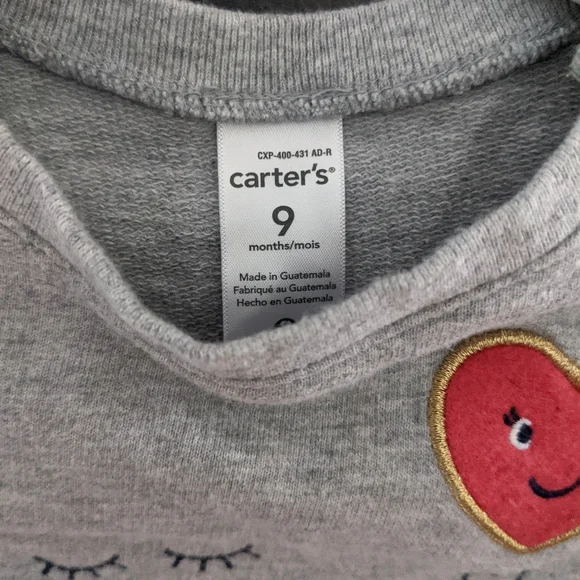 CXP-400-431 AD-R
carter's®
9
months/mois
Made in Guatemala
Fabriqué au Guatemala
Hecho en Guatemala